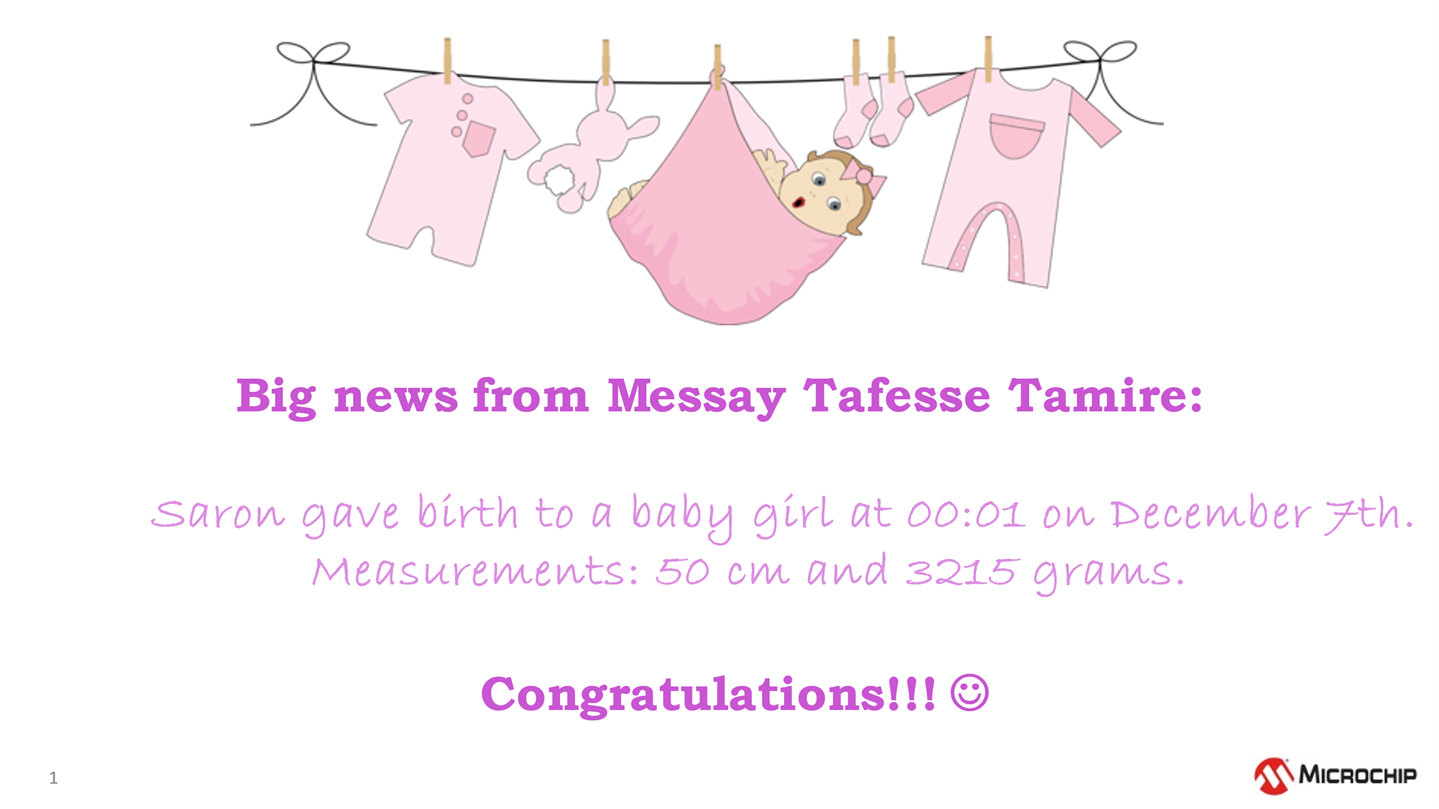 Big news from Messay Tafesse Tamire:
Saron gave birth to a baby girl at 00:01 on December 7th.
Measurements: 50 cm and 3215 grams.
Congratulations!!! ☺
1
MICROCHIP